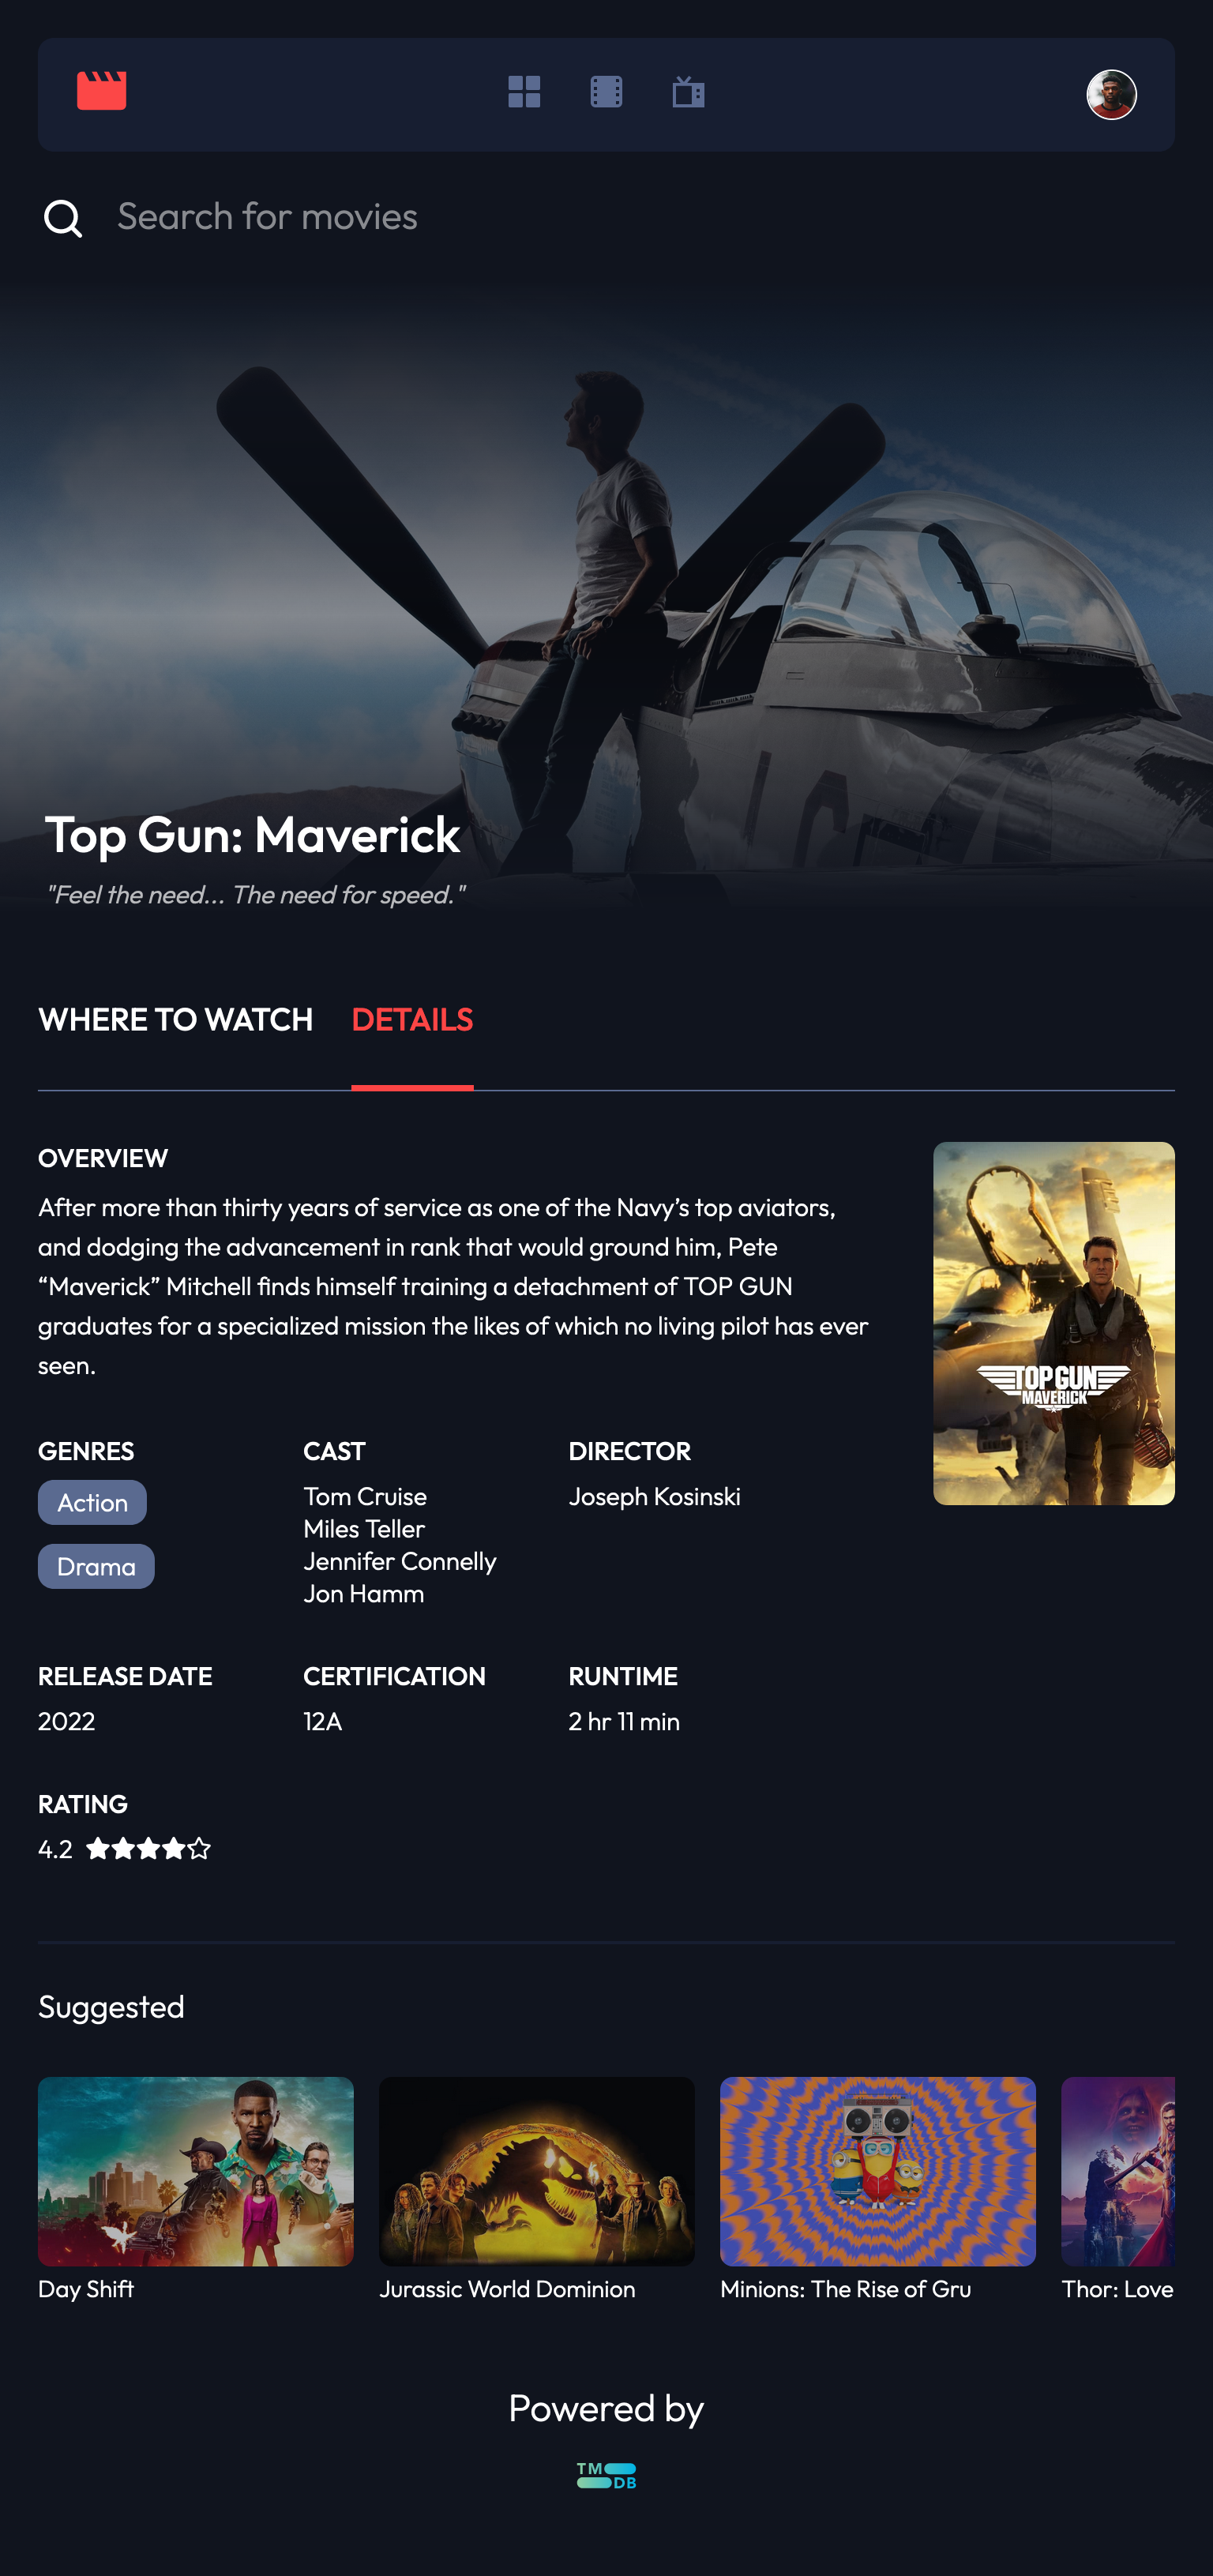 Search for movies
Top Gun: Maverick
"Feel the need... The need for speed."
WHERE TO WATCH DETAILS
OVERVIEW
After more than thirty years of service as one of the Navy’s top aviators,
and dodging the advancement in rank that would ground him, Pete
“Maverick” Mitchell finds himself training a detachment of TOP GUN
graduates for a specialized mission the likes of which no living pilot has ever
seen.
TOP GUN
MAVERICK
GENRES CAST DIRECTOR
Action
Drama
Tom Cruise
Miles Teller
Jennifer Connelly
Jon Hamm
Joseph Kosinski
RELEASE DATE CERTIFICATION RUNTIME
2022 12A 2 hr 11 min
RATING
4.2
Suggested
Day Shift Jurassic World Dominion Minions: The Rise of Gru Thor: Love
Powered by
TM
DB